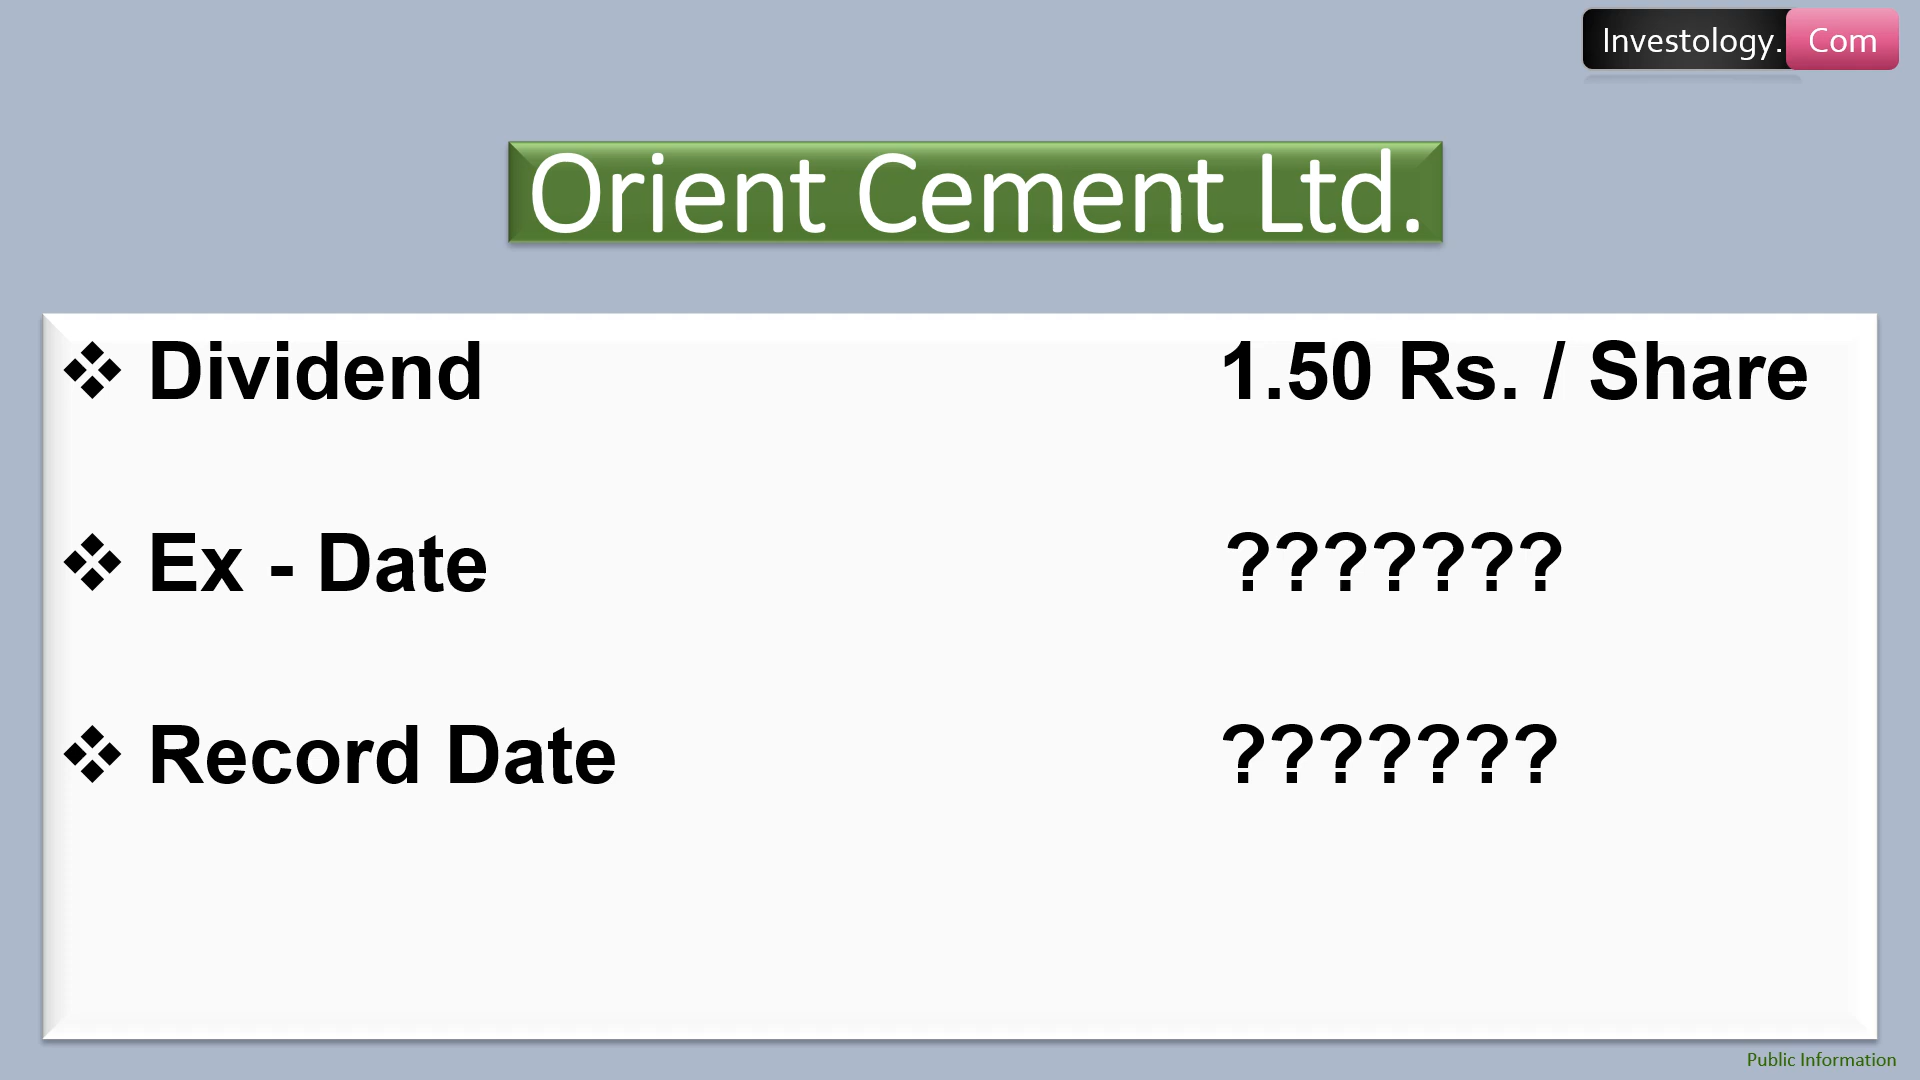 Investology. Com
Orient Cement Ltd.
❖ Dividend 1.50 Rs. / Share
❖ Ex - Date ???????
❖ Record Date ???????
Public Information